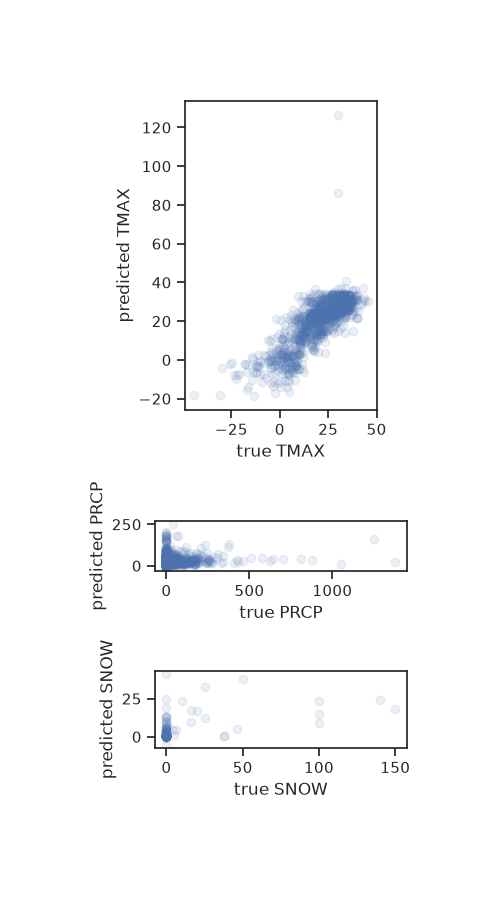 predicted TMAX
120
100
80
60
40
20
0
−20
−25 0 25 50
true TMAX
predicted PRCP
250
0
0 500 1000
true PRCP
predicted SNOW
25
0
0 50 100 150
true SNOW